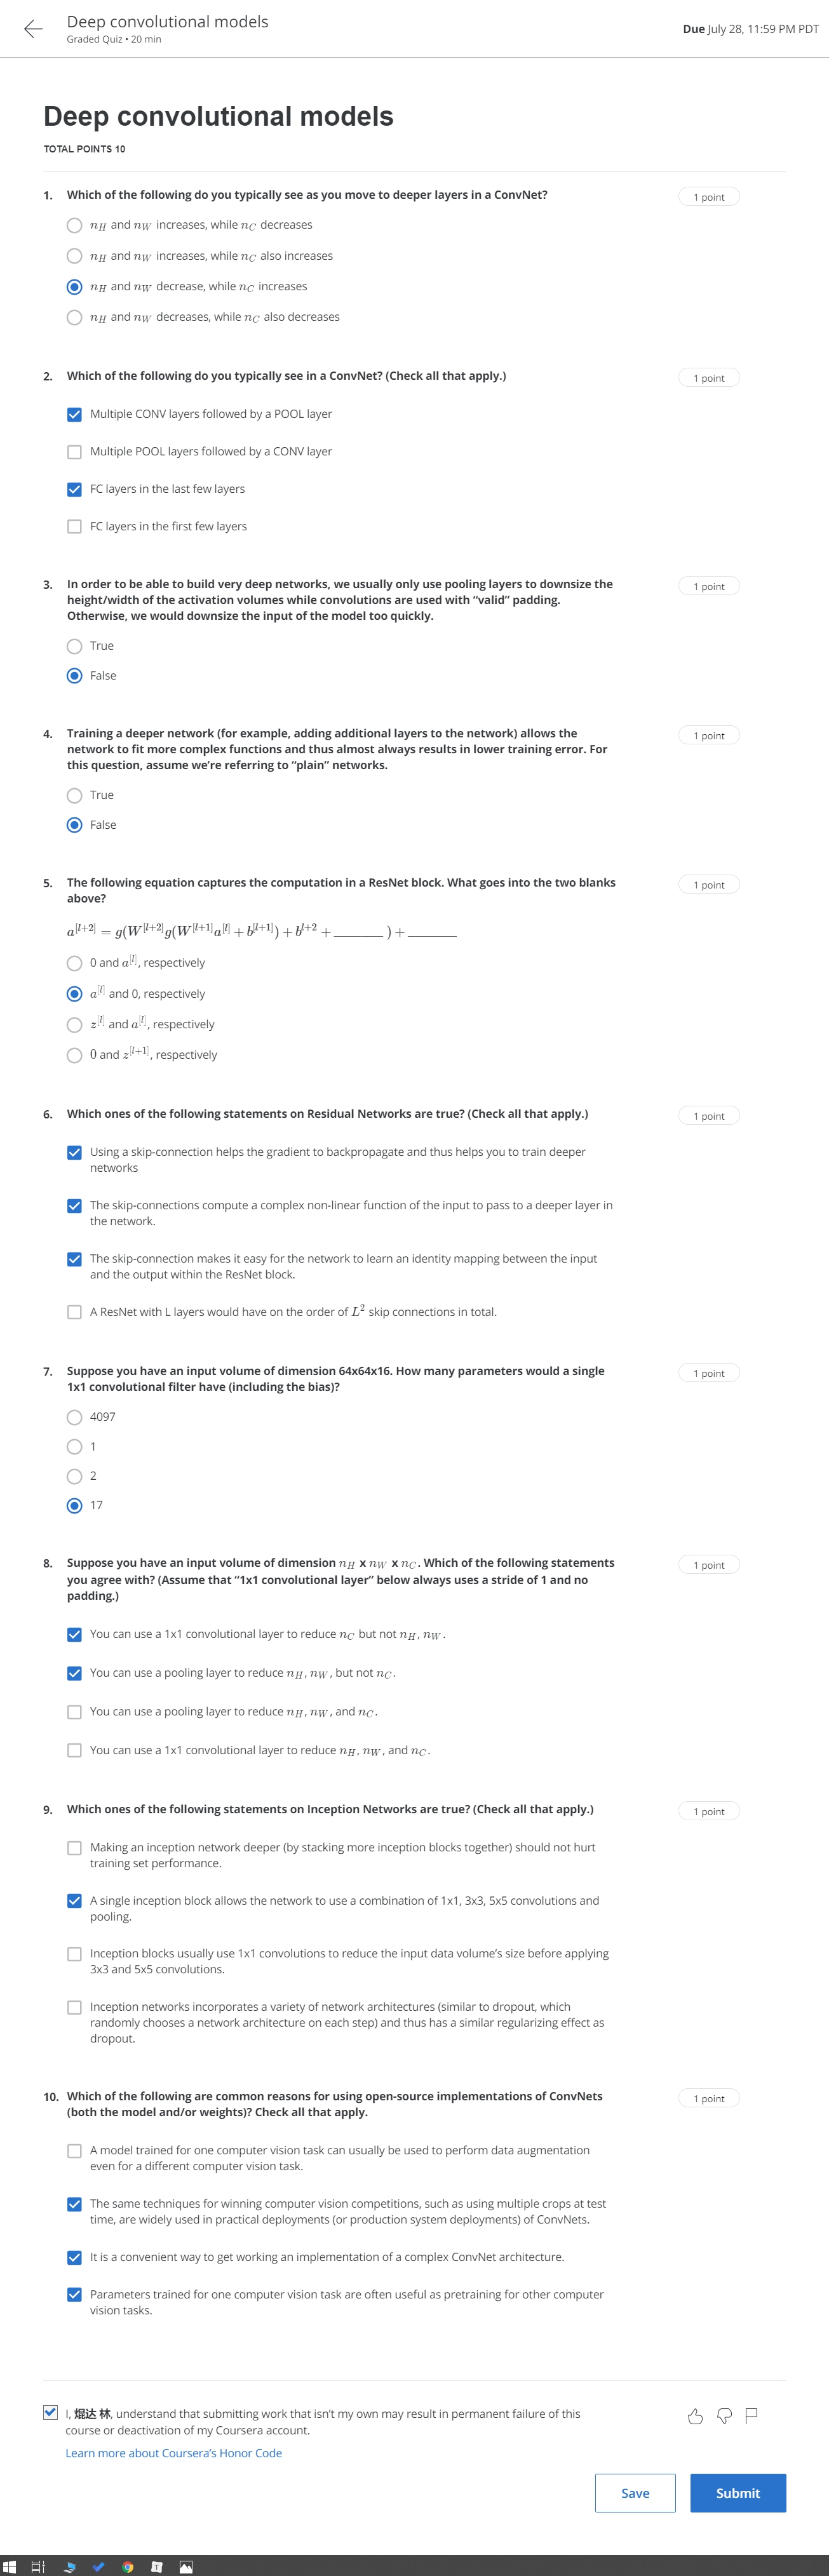 Deep convolutional models
Graded Quiz • 20 min
Due July 28, 11:59 PM PDT
Deep convolutional models
TOTAL POINTS 10
1. Which of the following do you typically see as you move to deeper layers in a ConvNet?
1 point
n_H and n_W increases, while n_C decreases
n_H and n_W increases, while n_C also increases
n_H and n_W decrease, while n_C increases
n_H and n_W decreases, while n_C also decreases
2. Which of the following do you typically see in a ConvNet? (Check all that apply.)
1 point
Multiple CONV layers followed by a POOL layer
Multiple POOL layers followed by a CONV layer
FC layers in the last few layers
FC layers in the first few layers
3. In order to be able to build very deep networks, we usually only use pooling layers to downsize the
1 point
height/width of the activation volumes while convolutions are used with “valid” padding.
Otherwise, we would downsize the input of the model too quickly.
True
False
4. Training a deeper network (for example, adding additional layers to the network) allows the
1 point
network to fit more complex functions and thus almost always results in lower training error. For
this question, assume we’re referring to “plain” networks.
True
False
5. The following equation captures the computation in a ResNet block. What goes into the two blanks
1 point
above?
a^{[l+2]} = g(W^{[l+2]}g(W^{[l+1]}a^{[l]} + b^{[l+1]}) + b^{l+2} + _______ ) + _______
0 and a^{[l]}, respectively
a^{[l]} and 0, respectively
z^{[l]} and a^{[l]}, respectively
0 and z^{[l+1]}, respectively
6. Which ones of the following statements on Residual Networks are true? (Check all that apply.)
1 point
Using a skip-connection helps the gradient to backpropagate and thus helps you to train deeper
networks
The skip-connections compute a complex non-linear function of the input to pass to a deeper layer in
the network.
The skip-connection makes it easy for the network to learn an identity mapping between the input
and the output within the ResNet block.
A ResNet with L layers would have on the order of L^2 skip connections in total.
7. Suppose you have an input volume of dimension 64x64x16. How many parameters would a single
1 point
1x1 convolutional filter have (including the bias)?
4097
1
2
17
8. Suppose you have an input volume of dimension n_H x n_W x n_C. Which of the following statements
1 point
you agree with? (Assume that “1x1 convolutional layer” below always uses a stride of 1 and no
padding.)
You can use a 1x1 convolutional layer to reduce n_C but not n_H, n_W.
You can use a pooling layer to reduce n_H, n_W, but not n_C.
You can use a pooling layer to reduce n_H, n_W, and n_C.
You can use a 1x1 convolutional layer to reduce n_H, n_W, and n_C.
9. Which ones of the following statements on Inception Networks are true? (Check all that apply.)
1 point
Making an inception network deeper (by stacking more inception blocks together) should not hurt
training set performance.
A single inception block allows the network to use a combination of 1x1, 3x3, 5x5 convolutions and
pooling.
Inception blocks usually use 1x1 convolutions to reduce the input data volume’s size before applying
3x3 and 5x5 convolutions.
Inception networks incorporates a variety of network architectures (similar to dropout, which
randomly chooses a network architecture on each step) and thus has a similar regularizing effect as
dropout.
10. Which of the following are common reasons for using open-source implementations of ConvNets
1 point
(both the model and/or weights)? Check all that apply.
A model trained for one computer vision task can usually be used to perform data augmentation
even for a different computer vision task.
The same techniques for winning computer vision competitions, such as using multiple crops at test
time, are widely used in practical deployments (or production system deployments) of ConvNets.
It is a convenient way to get working an implementation of a complex ConvNet architecture.
Parameters trained for one computer vision task are often useful as pretraining for other computer
vision tasks.
I, 焜达 林, understand that submitting work that isn’t my own may result in permanent failure of this
course or deactivation of my Coursera account.
Learn more about Coursera’s Honor Code
Save
Submit